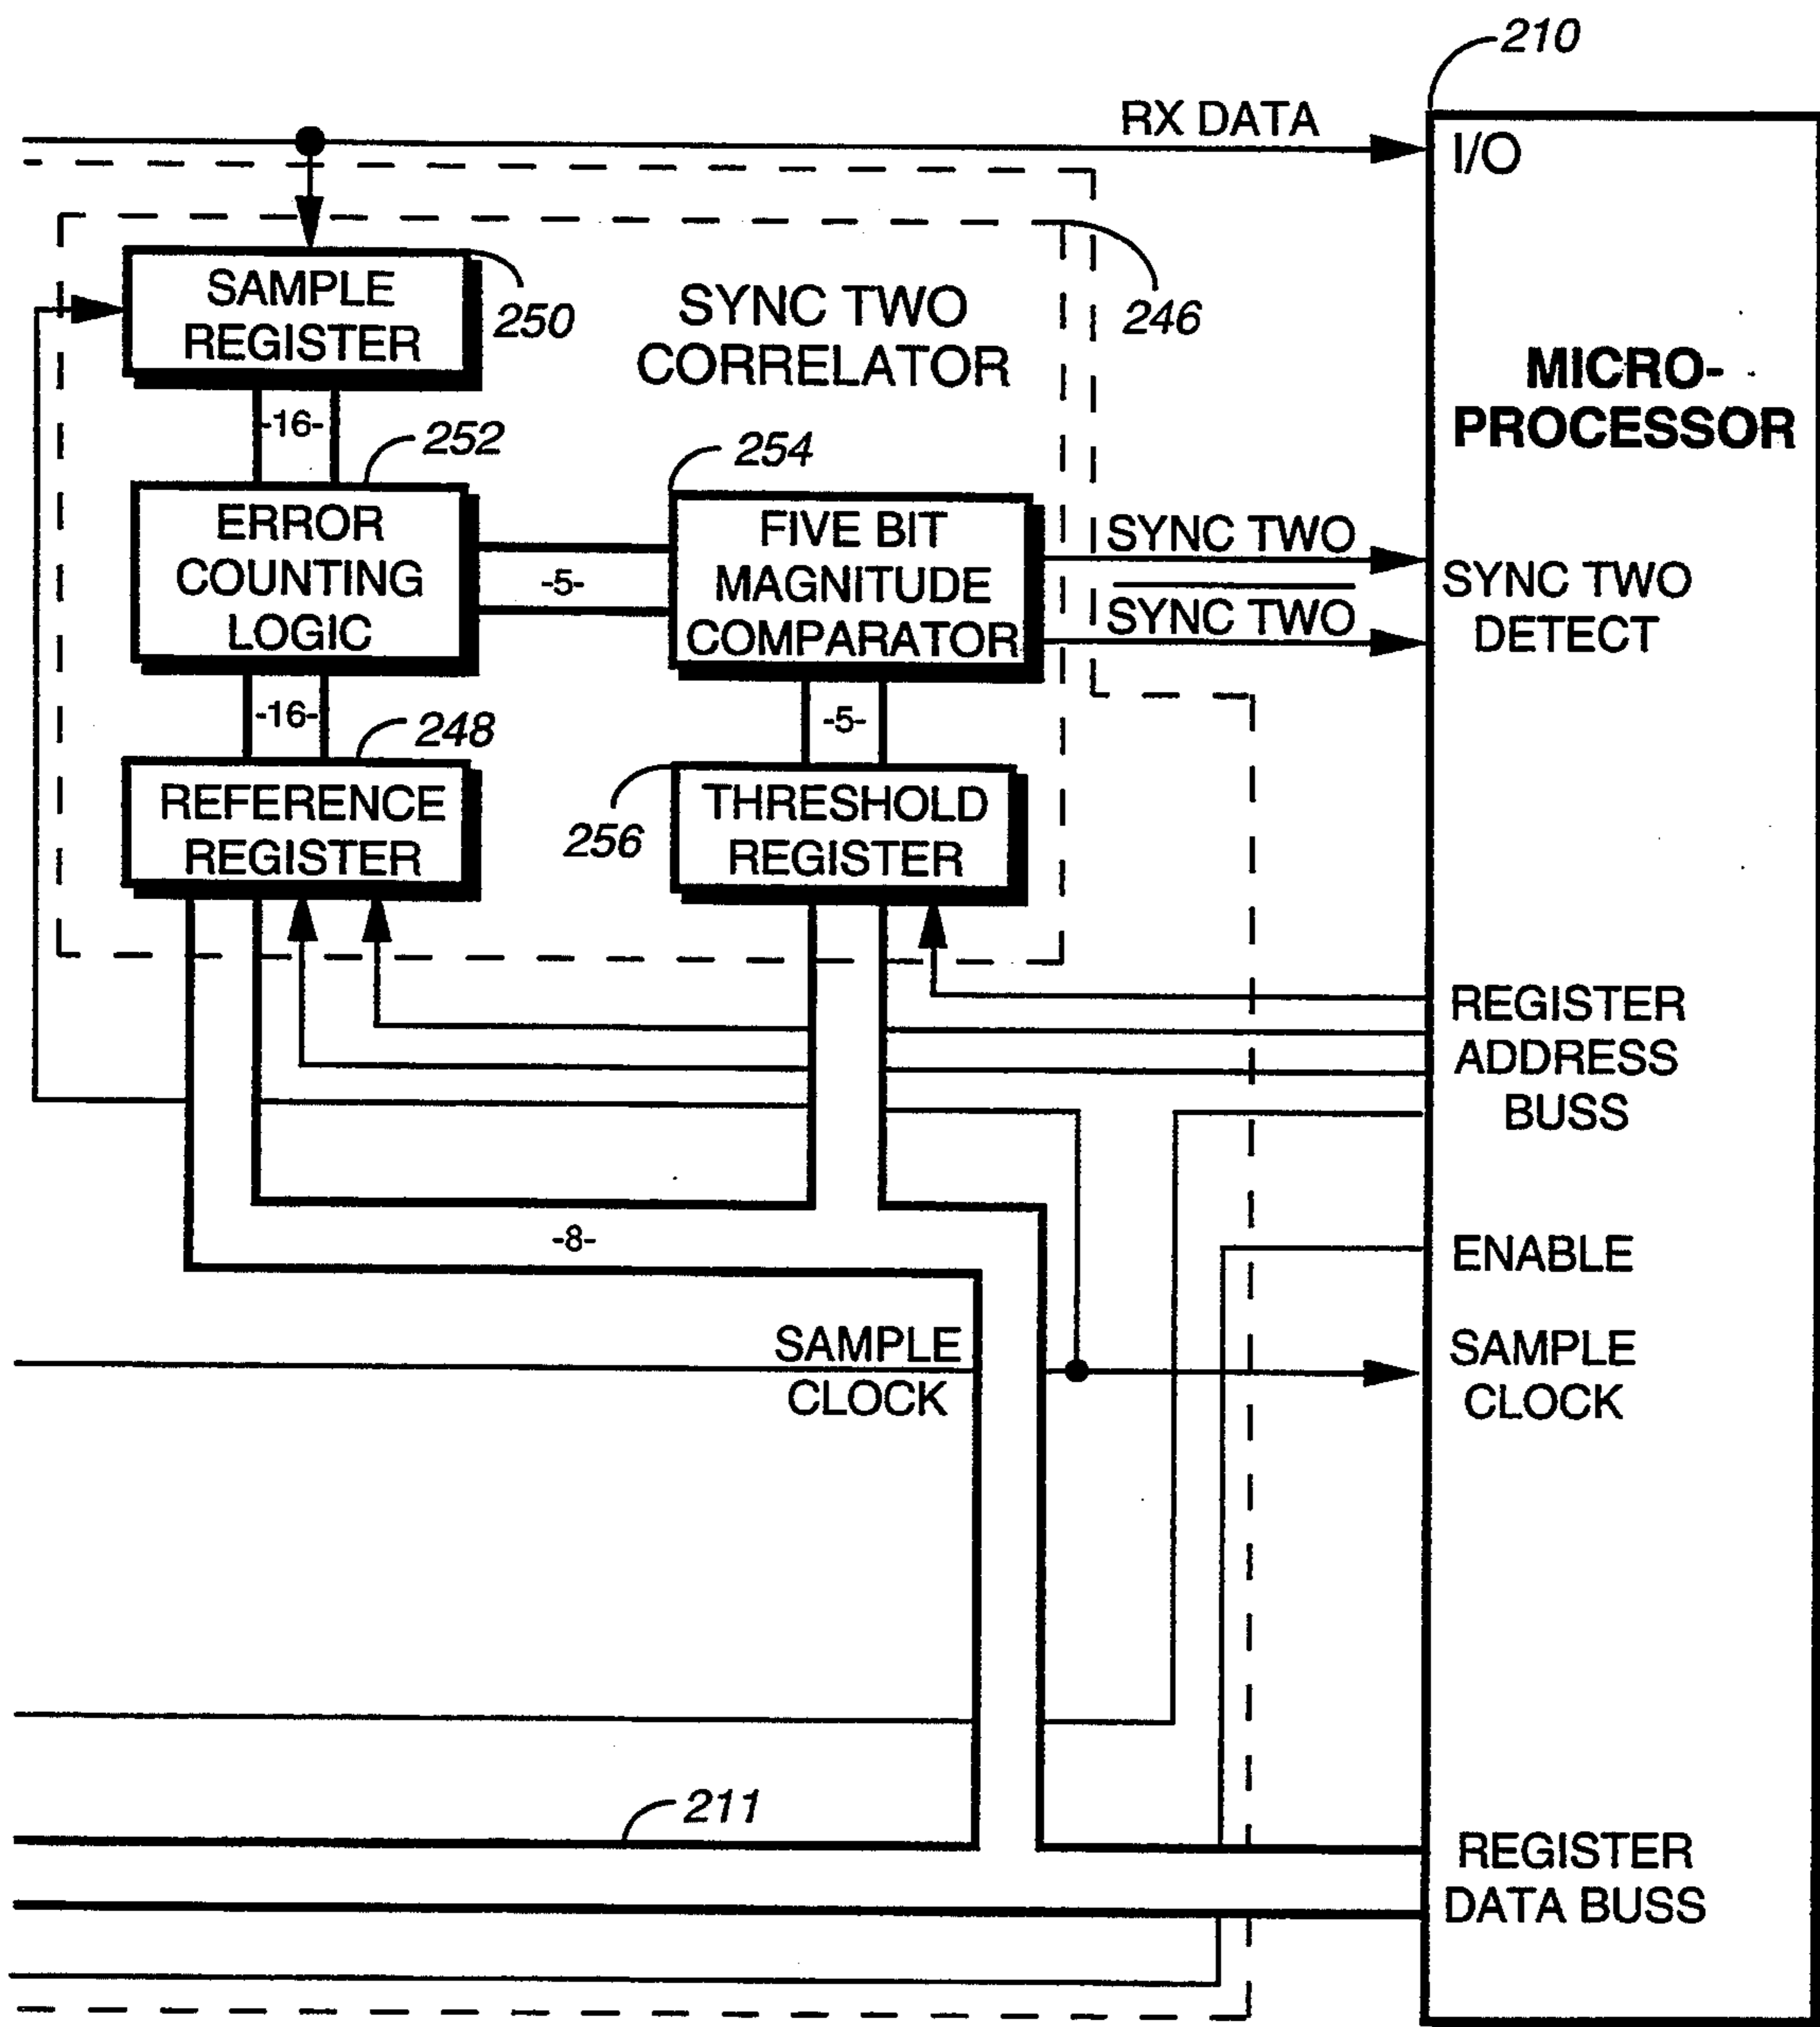 210
RX DATA
I/O
SAMPLE
REGISTER
250
SYNC TWO
CORRELATOR
246
MICRO-
PROCESSOR
-16-
252
254
ERROR
COUNTING
LOGIC
-5-
FIVE BIT
MAGNITUDE
COMPARATOR
SYNC TWO
SYNC TWO
SYNC TWO
DETECT
-16-
248
-5-
REFERENCE
REGISTER
256
THRESHOLD
REGISTER
REGISTER
ADDRESS
BUSS
-8-
ENABLE
SAMPLE
CLOCK
SAMPLE
CLOCK
211
REGISTER
DATA BUSS